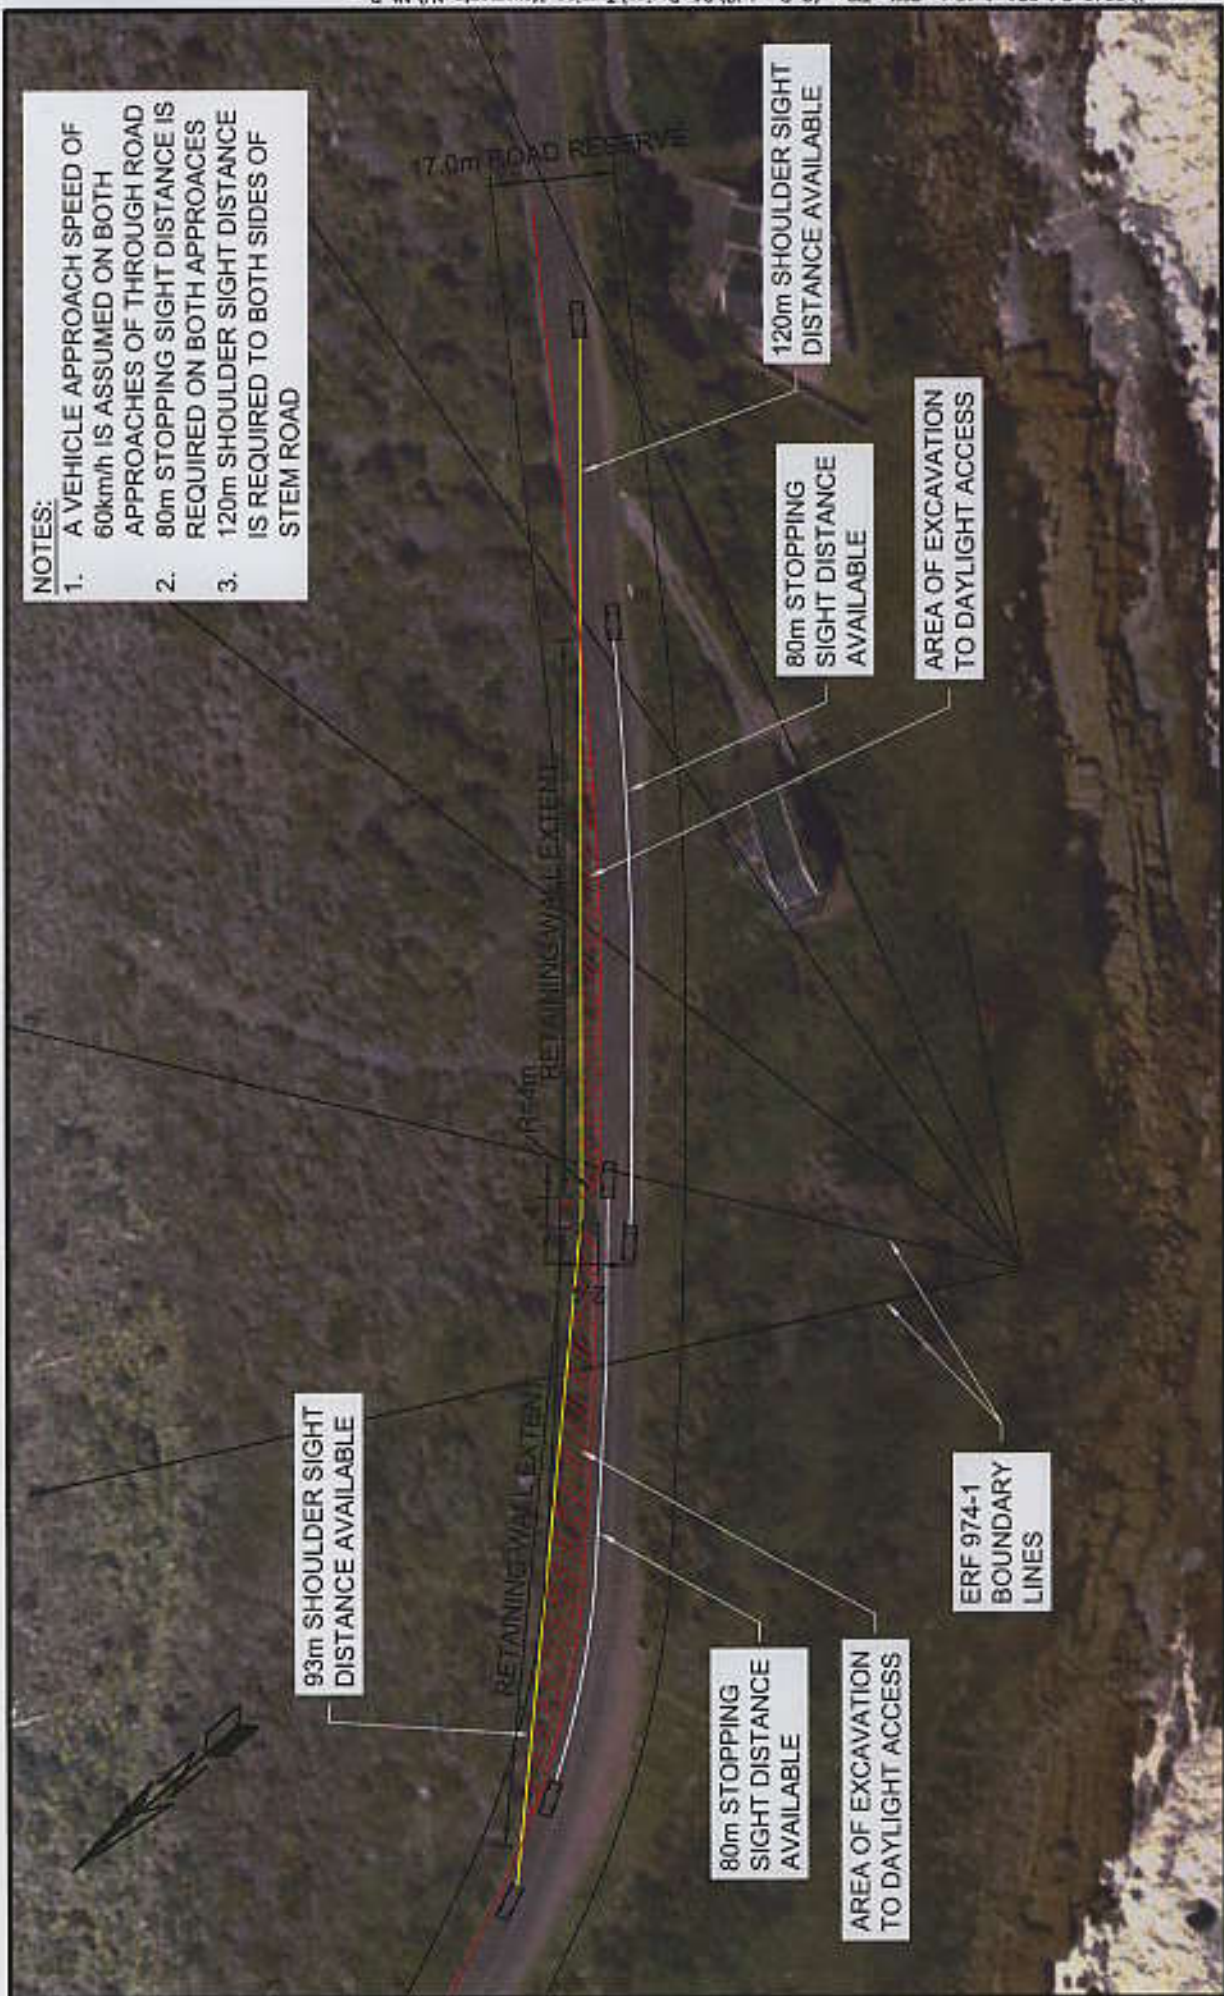 NOTES:
1. A VEHICLE APPROACH SPEED OF
60km/h IS ASSUMED ON BOTH
APPROACHES OF THROUGH ROAD
2. 80m STOPPING SIGHT DISTANCE IS
REQUIRED ON BOTH APPROACES
3. 120m SHOULDER SIGHT DISTANCE
IS REQUIRED TO BOTH SIDES OF
STEM ROAD
17.0m ROAD RESERVE
93m SHOULDER SIGHT
DISTANCE AVAILABLE
RETAINING WALL EXTENT
R=4m
RETAINING WALL EXTENT
120m SHOULDER SIGHT
DISTANCE AVAILABLE
80m STOPPING
SIGHT DISTANCE
AVAILABLE
AREA OF EXCAVATION
TO DAYLIGHT ACCESS
80m STOPPING
SIGHT DISTANCE
AVAILABLE
AREA OF EXCAVATION
TO DAYLIGHT ACCESS
ERF 974-1
BOUNDARY
LINES